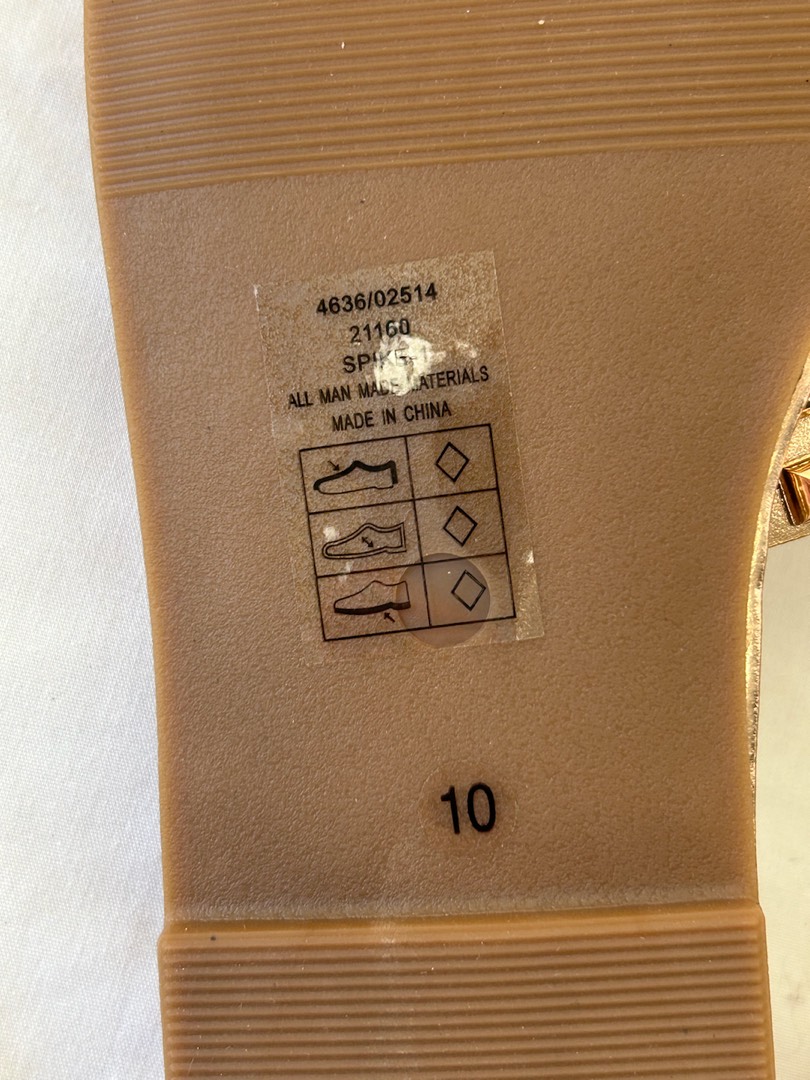 4636/02514
21160
ALL MAN MADE MATERIALS
MADE IN CHINA
10